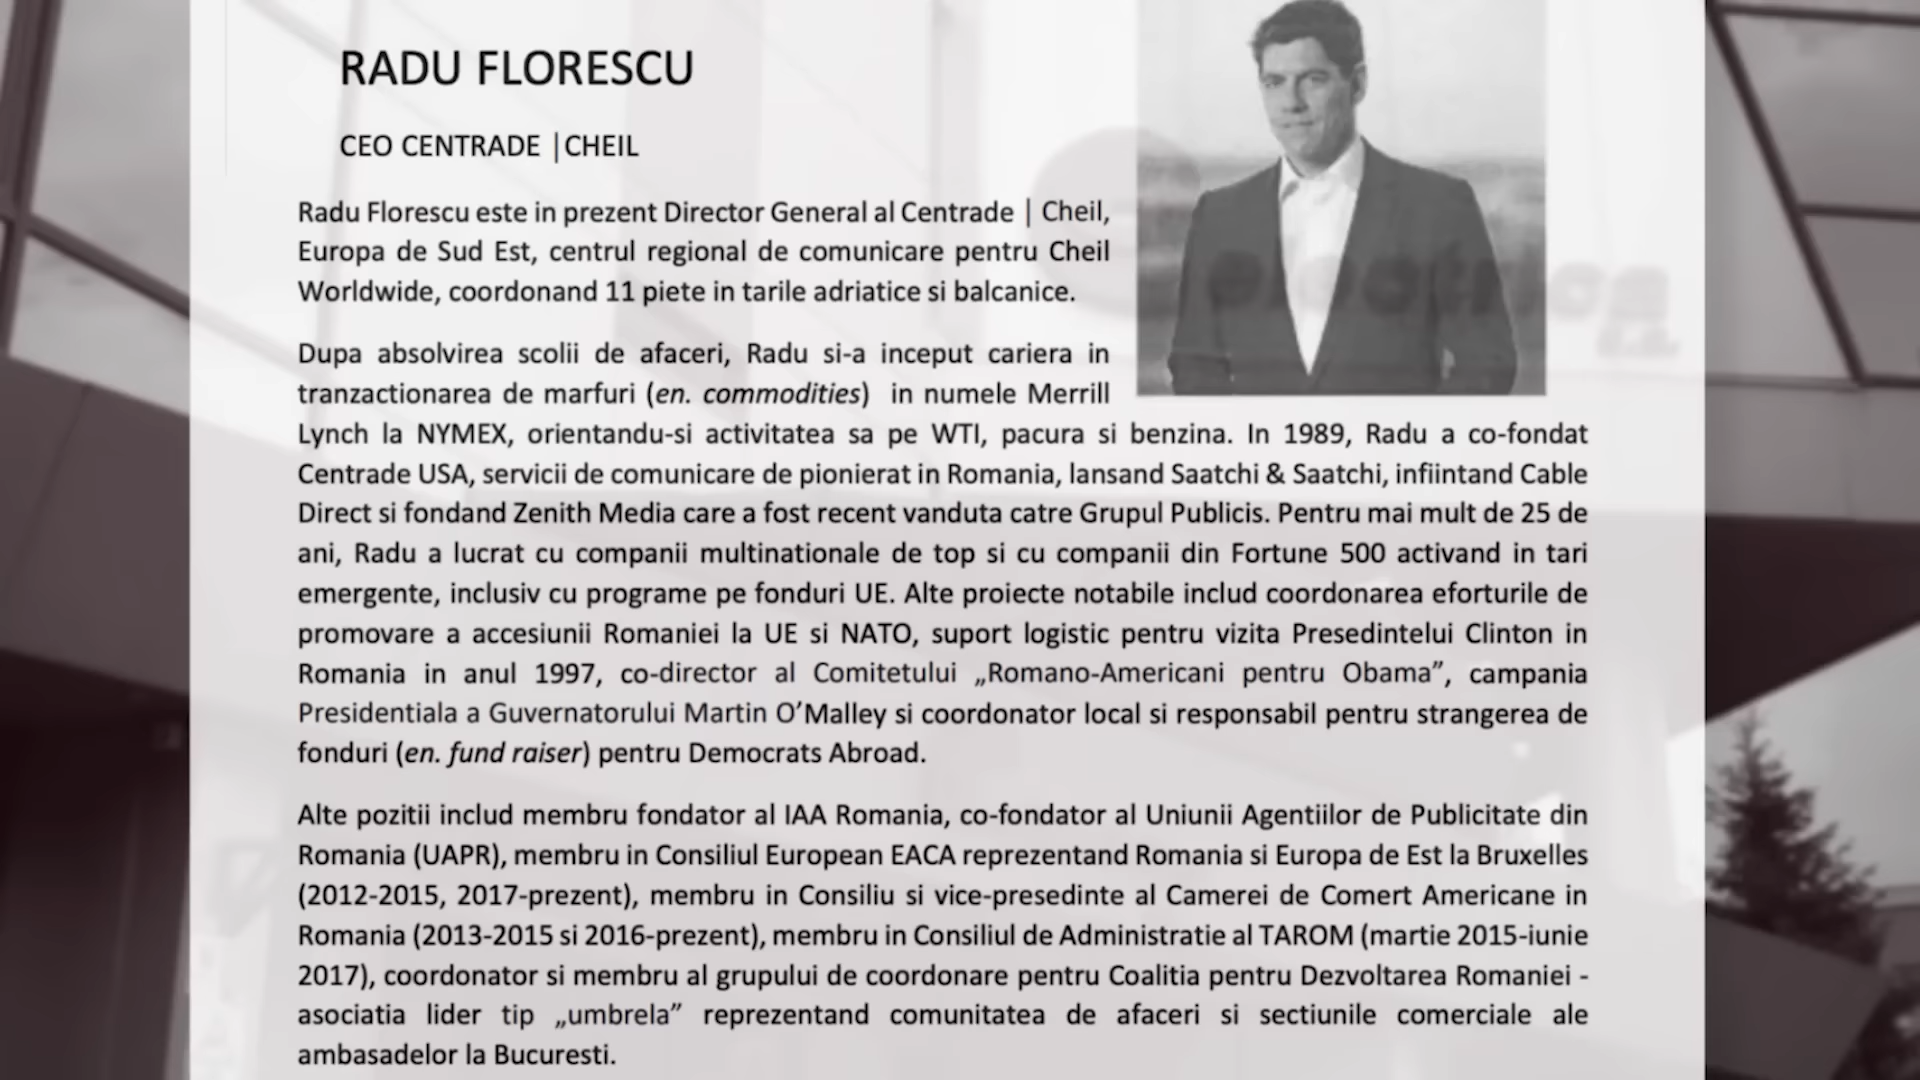 RADU FLORESCU
CEO CENTRADE |CHEIL
Radu Florescu este in prezent Director General al Centrade | Cheil,
Europa de Sud Est, centrul regional de comunicare pentru Cheil
Worldwide, coordonand 11 piete in tarile adriatice si balcanice.
Dupa absolvirea scolii de afaceri, Radu si-a inceput cariera in
tranzactionarea de marfuri (en. commodities) in numele Merrill
Lynch la NYMEX, orientandu-si activitatea sa pe WTI, pacura si benzina. In 1989, Radu a co-fondat
Centrade USA, servicii de comunicare de pionierat in Romania, lansand Saatchi & Saatchi, infiintand Cable
Direct si fondand Zenith Media care a fost recent vanduta catre Grupul Publicis. Pentru mai mult de 25 de
ani, Radu a lucrat cu companii multinationale de top si cu companii din Fortune 500 activand in tari
emergente, inclusiv cu programe pe fonduri UE. Alte proiecte notabile includ coordonarea eforturile de
promovare a accesiunii Romaniei la UE si NATO, suport logistic pentru vizita Presedintelui Clinton in
Romania in anul 1997, co-director al Comitetului „Romano-Americani pentru Obama”, campania
Presidentiala a Guvernatorului Martin O’Malley si coordonator local si responsabil pentru strangerea de
fonduri (en. fund raiser) pentru Democrats Abroad.
Alte pozitii includ membru fondator al IAA Romania, co-fondator al Uniunii Agentiilor de Publicitate din
Romania (UAPR), membru in Consiliul European EACA reprezentand Romania si Europa de Est la Bruxelles
(2012-2015, 2017-prezent), membru in Consiliu si vice-presedinte al Camerei de Comert Americane in
Romania (2013-2015 si 2016-prezent), membru in Consiliul de Administratie al TAROM (martie 2015-iunie
2017), coordonator si membru al grupului de coordonare pentru Coalitia pentru Dezvoltarea Romaniei -
asociatia lider tip „umbrela” reprezentand comunitatea de afaceri si sectiunile comerciale ale
ambasadelor la Bucuresti.